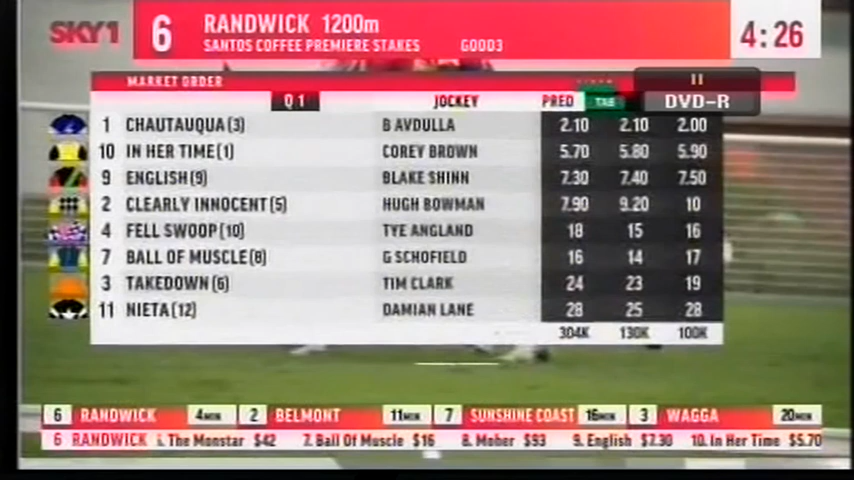 SKY1 6 RANDWICK 1200m 4:26
SANTOS COFFEE PREMIERE STAKES GOOD3
MARKET ORDER
II
DVD-R
Q 1 JOCKEY PRED TAB
1 CHAUTAUQUA(3) B AVDULLA 2.10 2.10 2.00
10 IN HER TIME(1) COREY BROWN 5.70 5.80 5.90
9 ENGLISH(9) BLAKE SHINN 7.30 7.40 7.50
2 CLEARLY INNOCENT(5) HUGH BOWMAN 7.90 9.20 10
4 FELL SWOOP(10) TYE ANGLAND 18 15 16
7 BALL OF MUSCLE(8) G SCHOFIELD 16 14 17
3 TAKEDOWN(6) TIM CLARK 24 23 19
11 NIETA(12) DAMIAN LANE 28 25 28
304K 130K 100K
6 RANDWICK 4MIN 2 BELMONT 11MIN 7 SUNSHINE COAST 16MIN 3 WAGGA 20MIN
6 RANDWICK The Monstar $42 7. Ball Of Muscle $16 8. Moher $93 9. English $7.30 10. In Her Time $5.70